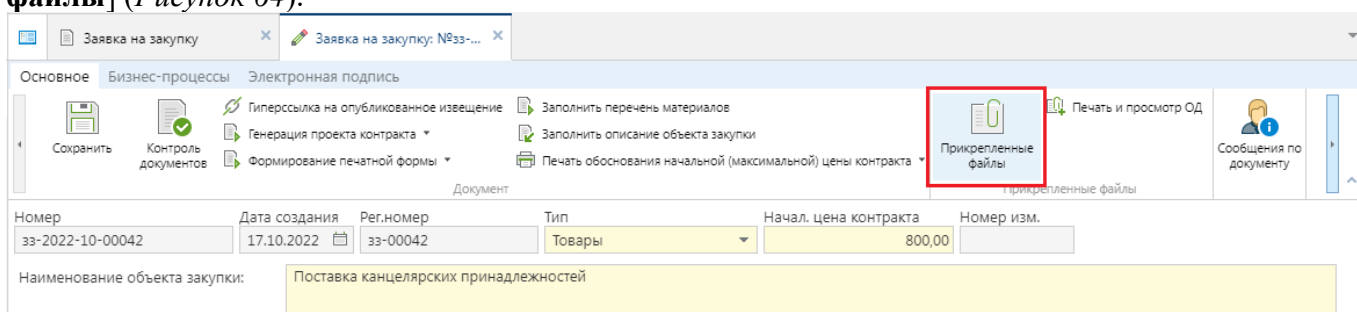 файлы] (Рисунок 64).
Заявка на закупку × Заявка на закупку: №зз-... ×
Основное Бизнес-процессы Электронная подпись
Гиперссылка на опубликованное извещение Заполнить перечень материалов Печать и просмотр ОД
Генерация проекта контракта Заполнить описание объекта закупки
Формирование печатной формы Печать обоснования начальной (максимальной) цены контракта
Сохранить Контроль документов Прикрепленные файлы Сообщения по документу
Документ Прикрепленные файлы
Номер Дата создания Рег.номер Тип Начал. цена контракта Номер изм.
зз-2022-10-00042 17.10.2022 зз-00042 Товары 800,00
Наименование объекта закупки: Поставка канцелярских принадлежностей